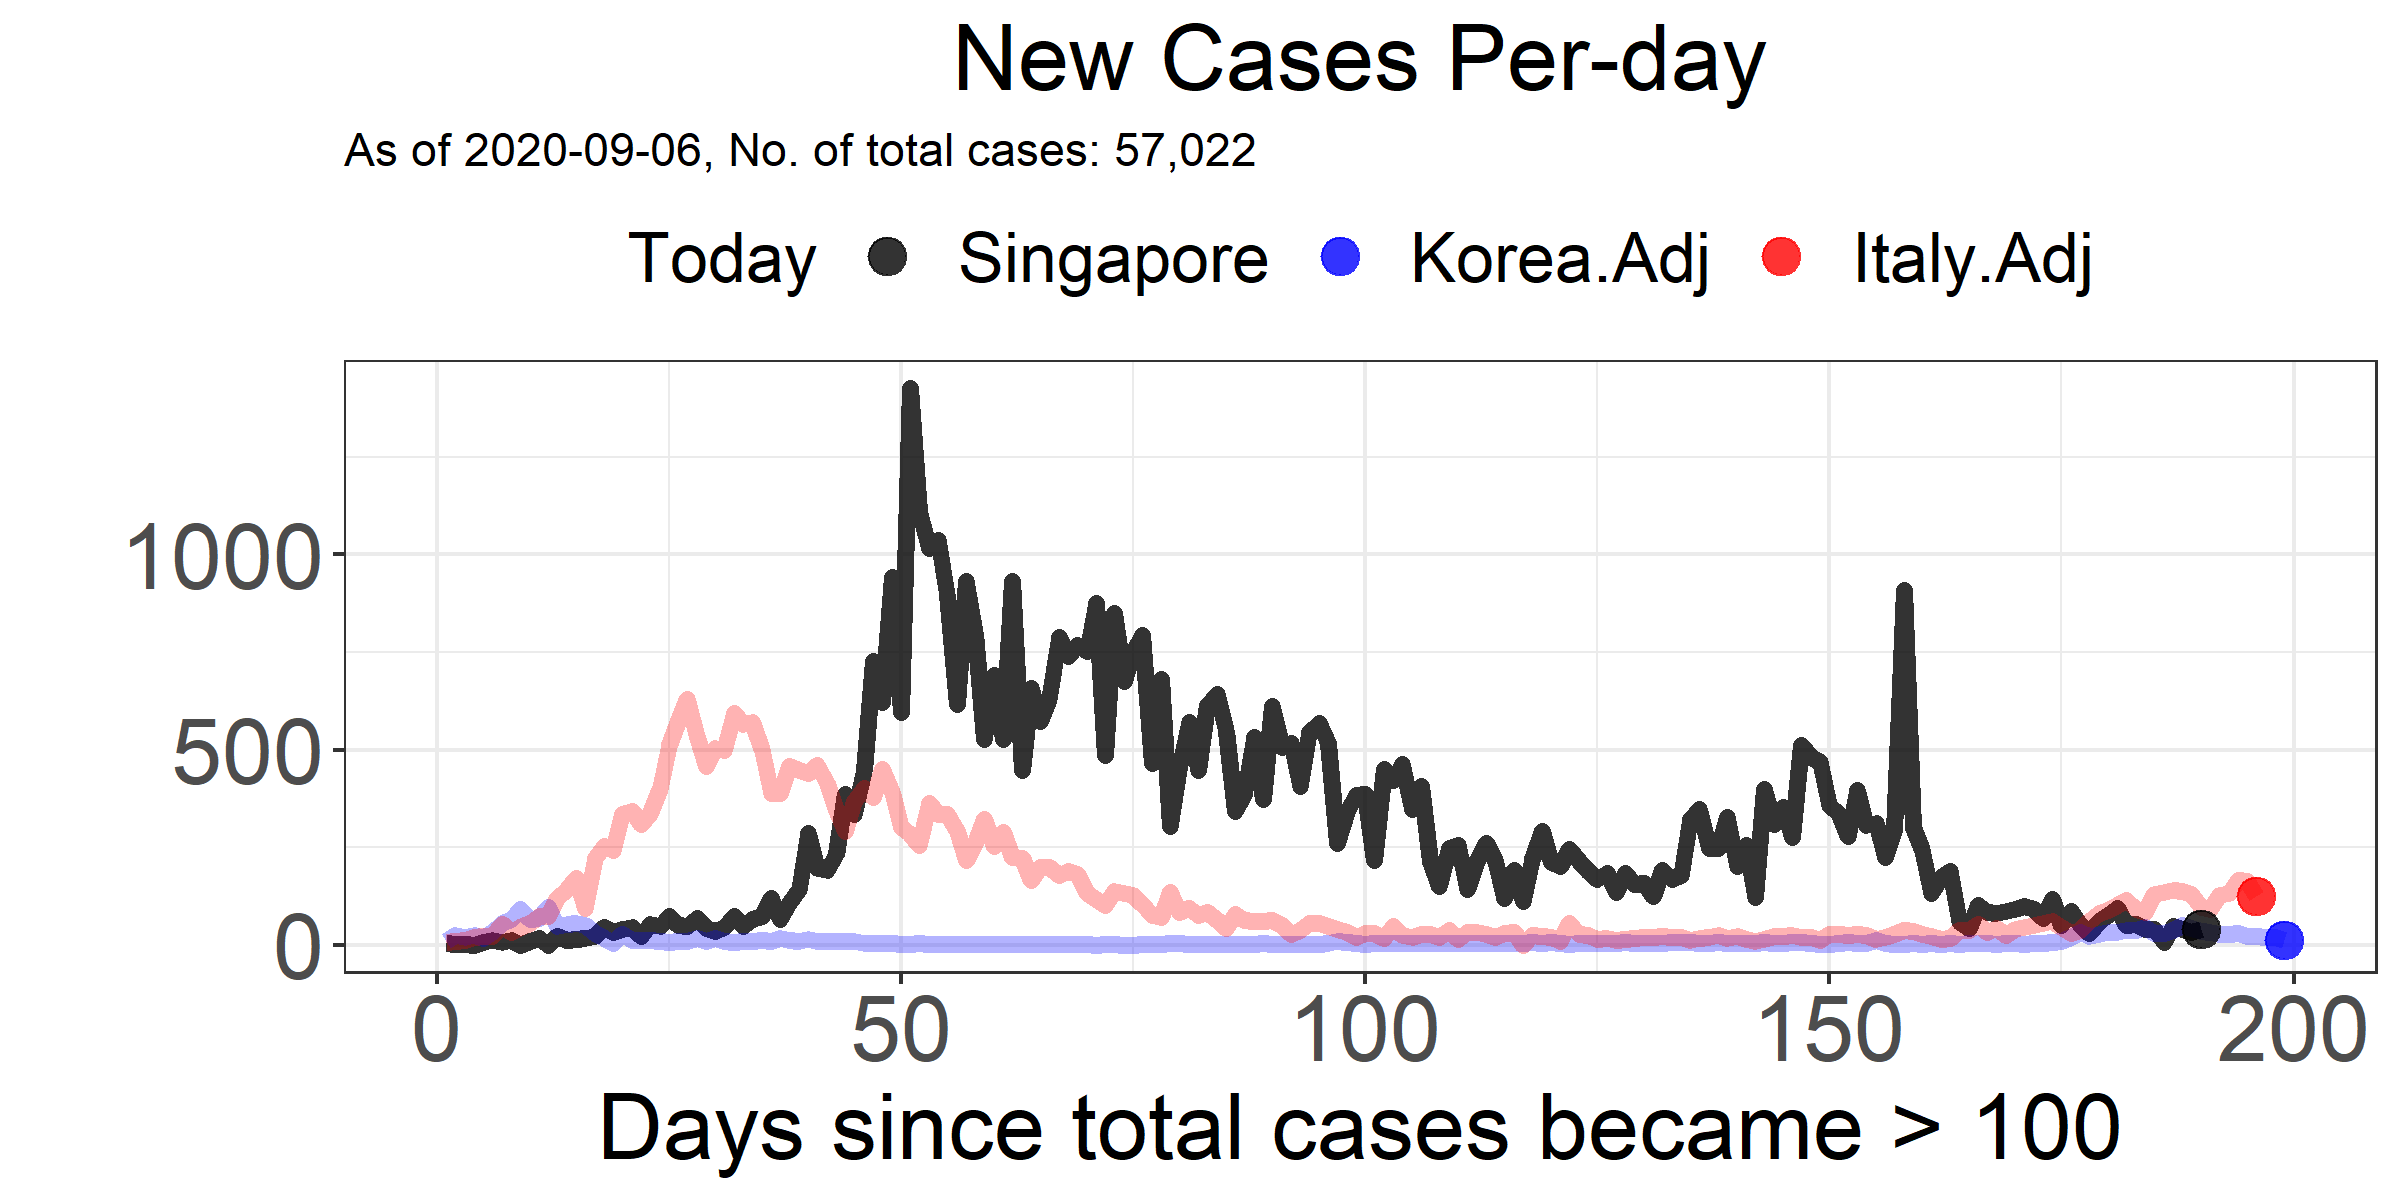 New Cases Per-day
As of 2020-09-06, No. of total cases: 57,022
Today Singapore Korea.Adj Italy.Adj
1000
500
0
0 50 100 150 200
Days since total cases became > 100